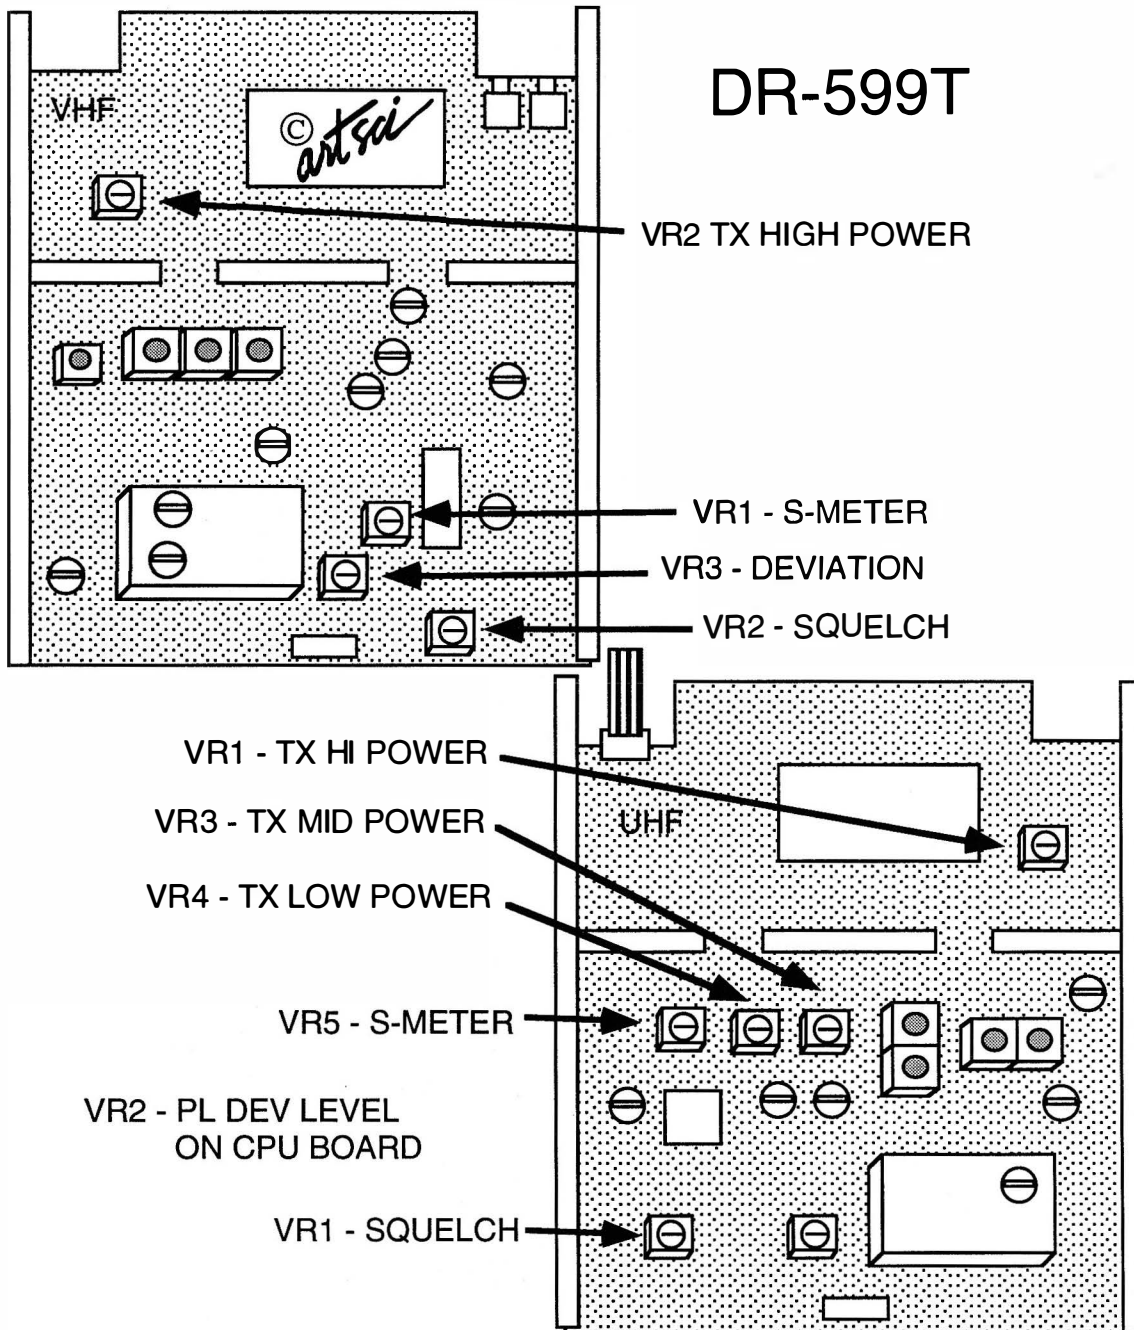 DR-599T
VHF
© artsci
VR2 TX HIGH POWER
VR1 - S-METER
VR3 - DEVIATION
VR2 - SQUELCH
VR1 - TX HI POWER
VR3 - TX MID POWER
UHF
VR4 - TX LOW POWER
VR5 - S-METER
VR2 - PL DEV LEVEL
ON CPU BOARD
VR1 - SQUELCH